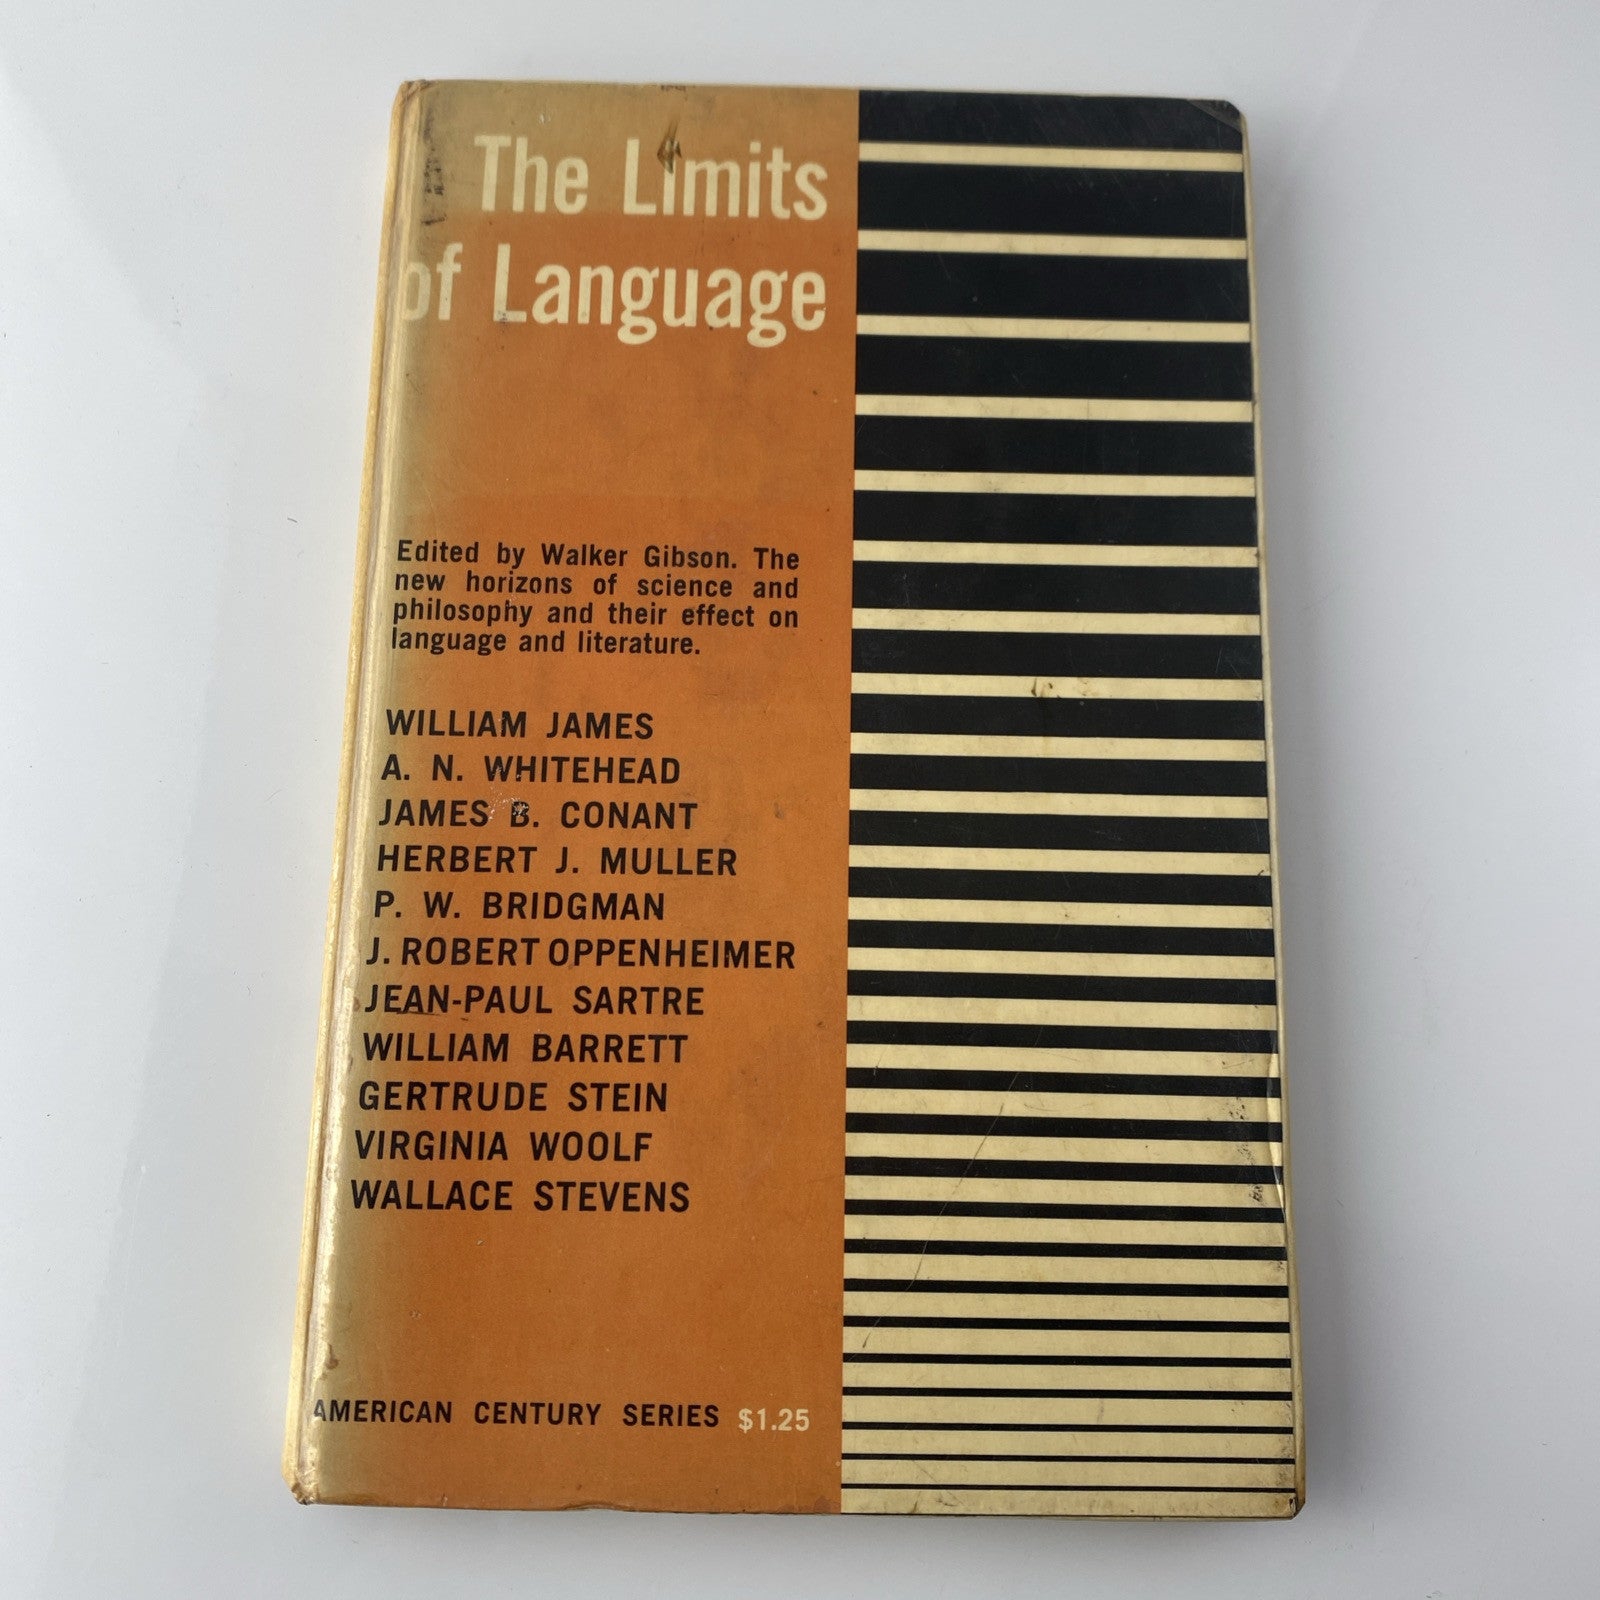 The Limits
of Language
Edited by Walker Gibson. The
new horizons of science and
philosophy and their effect on
language and literature.
WILLIAM JAMES
A. N. WHITEHEAD
JAMES B. CONANT
HERBERT J. MULLER
P. W. BRIDGMAN
J. ROBERT OPPENHEIMER
JEAN-PAUL SARTRE
WILLIAM BARRETT
GERTRUDE STEIN
VIRGINIA WOOLF
WALLACE STEVENS
AMERICAN CENTURY SERIES $1.25